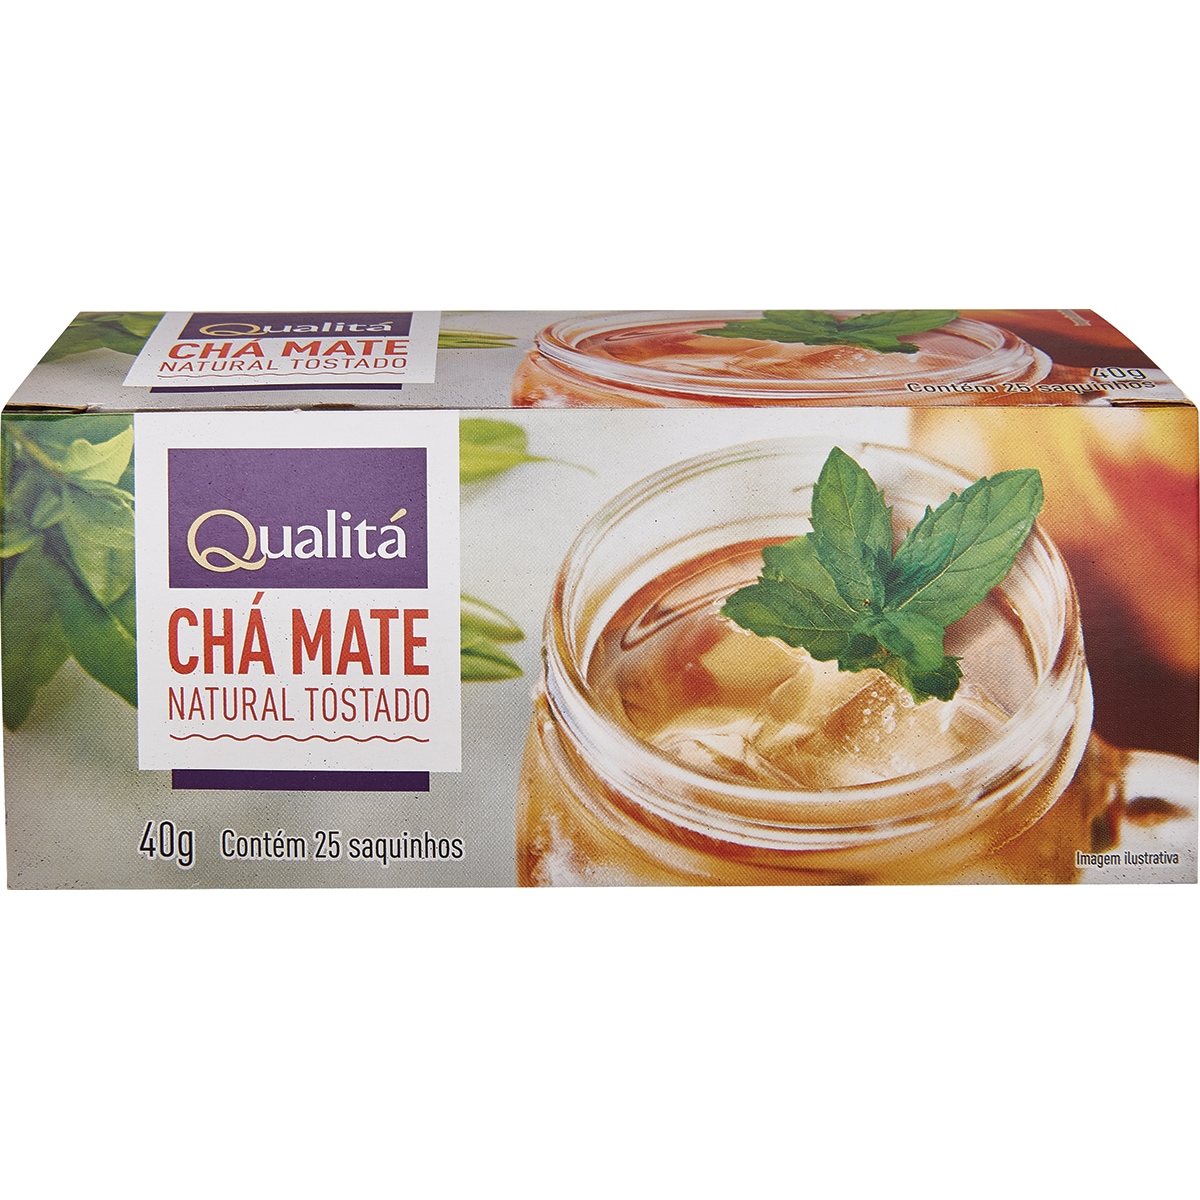 Qualitá
CHÁ MATE
NATURAL TOSTADO
40g
Contém 25 saquinhos
Qualitá
CHÁ MATE
NATURAL TOSTADO
40g Contém 25 saquinhos
Imagem ilustrativa